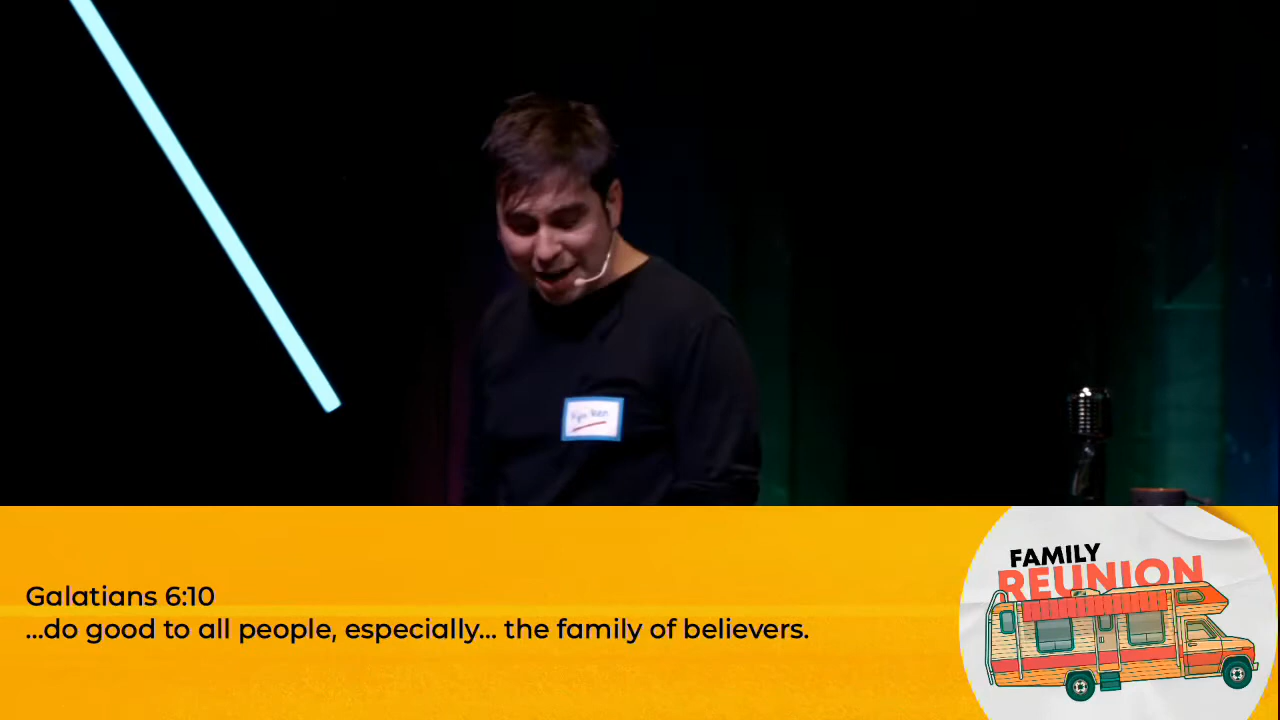 Galatians 6:10
...do good to all people, especially... the family of believers.
FAMILY
REUNION